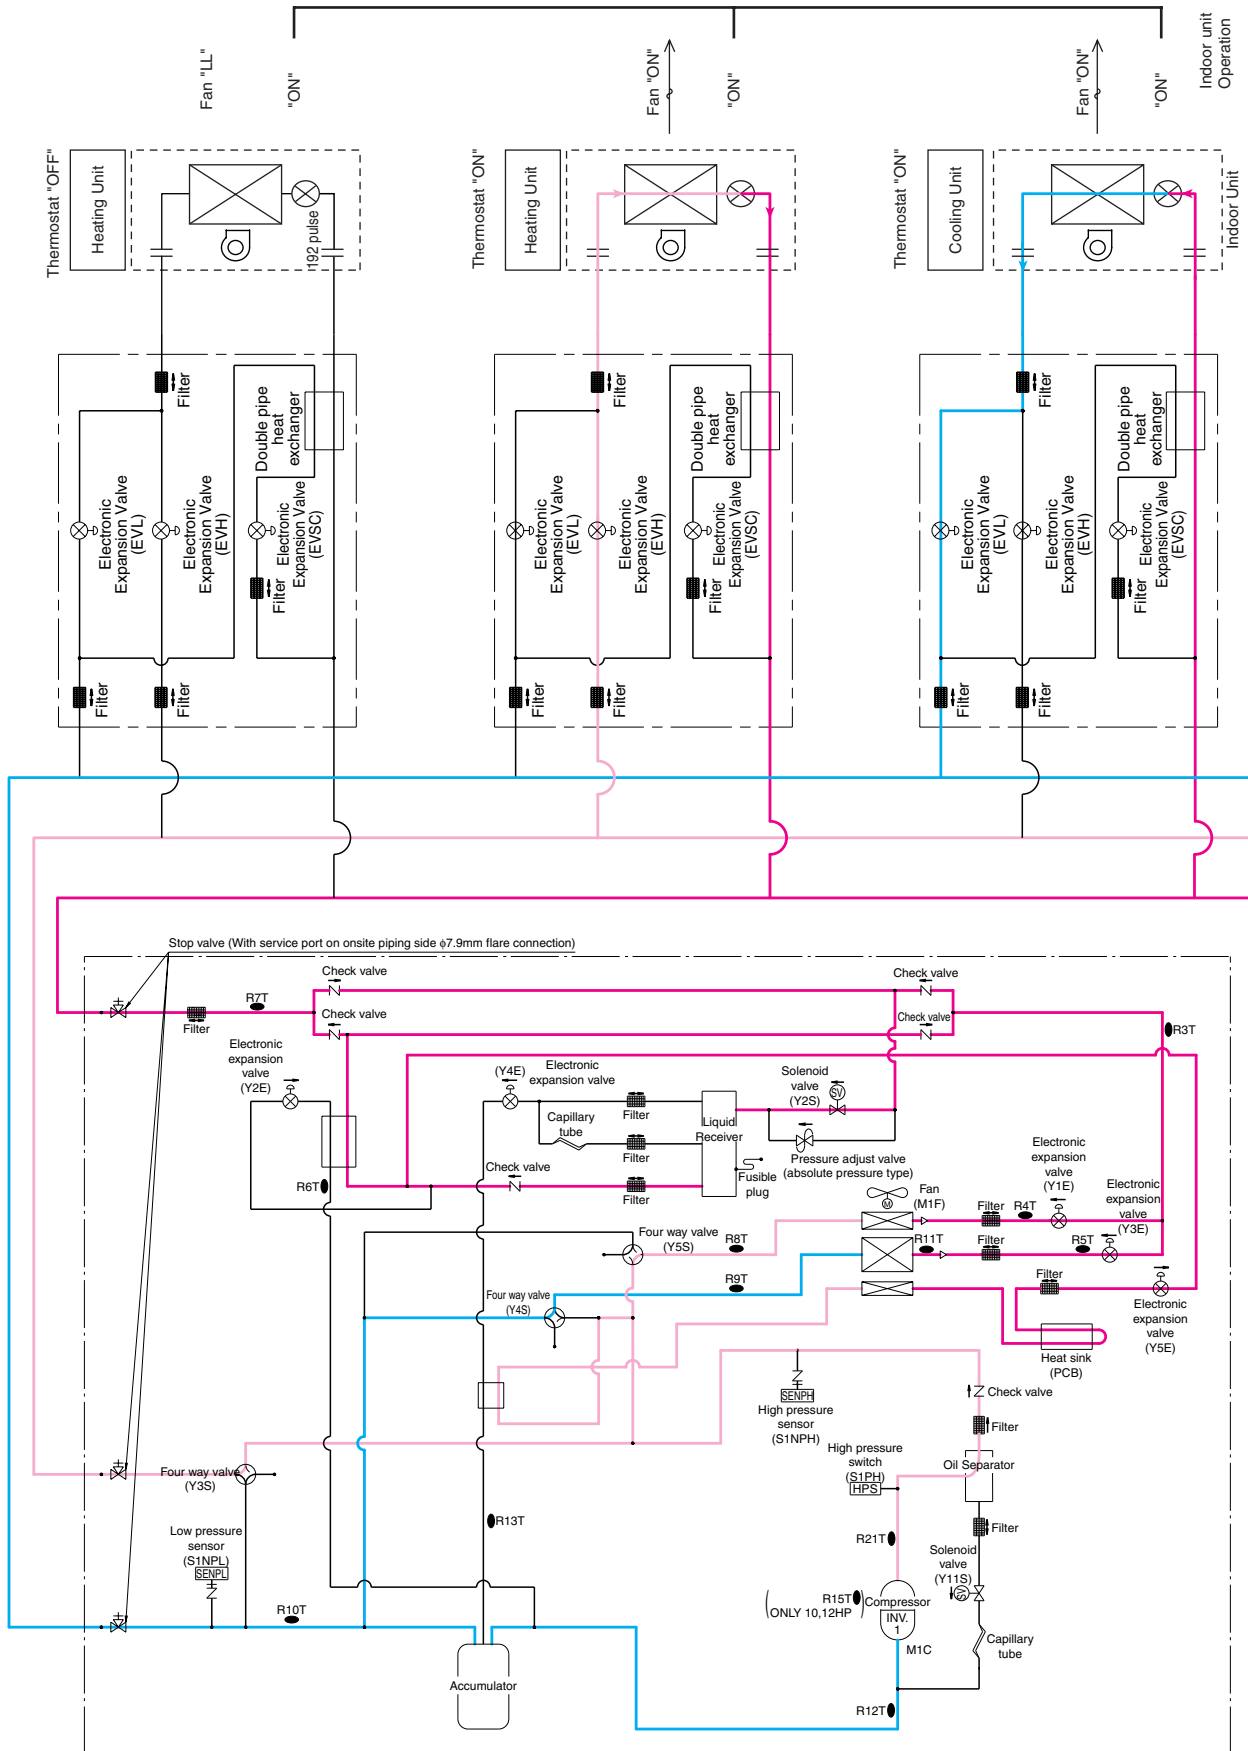 Fan "LL"
"ON"
Fan "ON"
"ON"
Fan "ON"
"ON"
Indoor unit
Operation
Thermostat "OFF"
Heating Unit
192 pulse
Thermostat "ON"
Heating Unit
Thermostat "ON"
Cooling Unit
Indoor Unit
Filter
Double pipe
heat
exchanger
Electronic
Expansion Valve
(EVL)
Electronic
Expansion Valve
(EVH)
Electronic
Expansion Valve
(EVSC)
Filter
Filter
Filter
Filter
Double pipe
heat
exchanger
Electronic
Expansion Valve
(EVL)
Electronic
Expansion Valve
(EVH)
Electronic
Expansion Valve
(EVSC)
Filter
Filter
Filter
Filter
Double pipe
heat
exchanger
Electronic
Expansion Valve
(EVL)
Electronic
Expansion Valve
(EVH)
Electronic
Expansion Valve
(EVSC)
Filter
Filter
Filter
Stop valve (With service port on onsite piping side ϕ7.9mm flare connection)
Check valve
Check valve
R7T
Filter
Check valve
Check valve
R3T
Electronic
expansion
valve
(Y2E)
(Y4E)
Electronic
expansion valve
Solenoid
valve
(Y2S)
SV
Filter
Capillary
tube
Filter
Liquid
Receiver
Pressure adjust valve
(absolute pressure type)
Check valve
Filter
Fusible
plug
R6T
Fan
(M1F)
M
Electronic
expansion
valve
(Y1E)
Electronic
expansion
valve
(Y3E)
Filter
R4T
Four way valve
(Y5S)
R8T
R11T
Filter
R5T
R9T
Four way valve
(Y4S)
Filter
Electronic
expansion
valve
(Y5E)
Heat sink
(PCB)
SENPH
High pressure
sensor
(S1NPH)
Check valve
Filter
High pressure
switch
(S1PH)
HPS
Oil Separator
Four way valve
(Y3S)
R13T
Filter
Low pressure
sensor
(S1NPL)
SENPL
R21T
Solenoid
valve
(Y11S)
SV
R10T
R15T
(ONLY 10,12HP)
Compressor
INV.
1
M1C
Capillary
tube
Accumulator
R12T